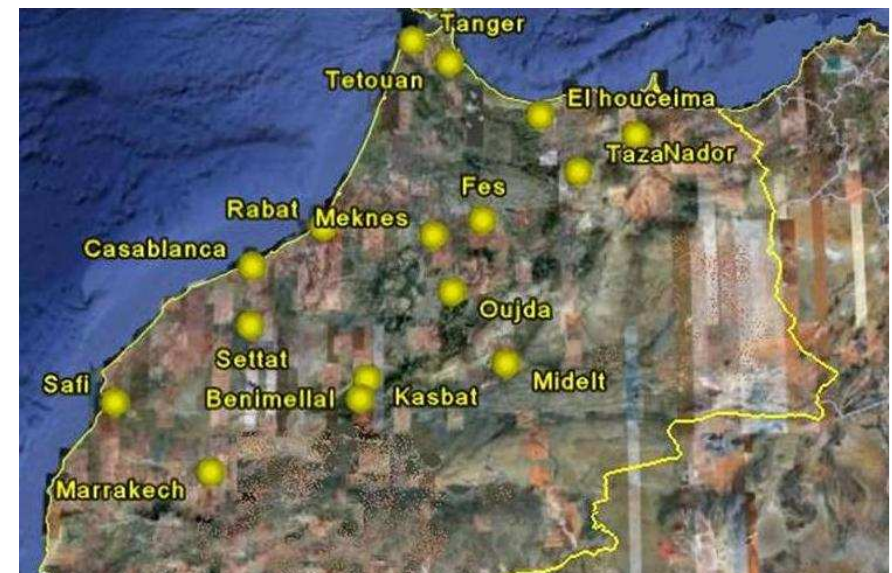 Tanger
Tetouan
El houceima
TazaNador
Fes
Rabat
Meknes
Casablanca
Oujda
Settat
Safi
Benimellal
Kasbat
Midelt
Marrakech